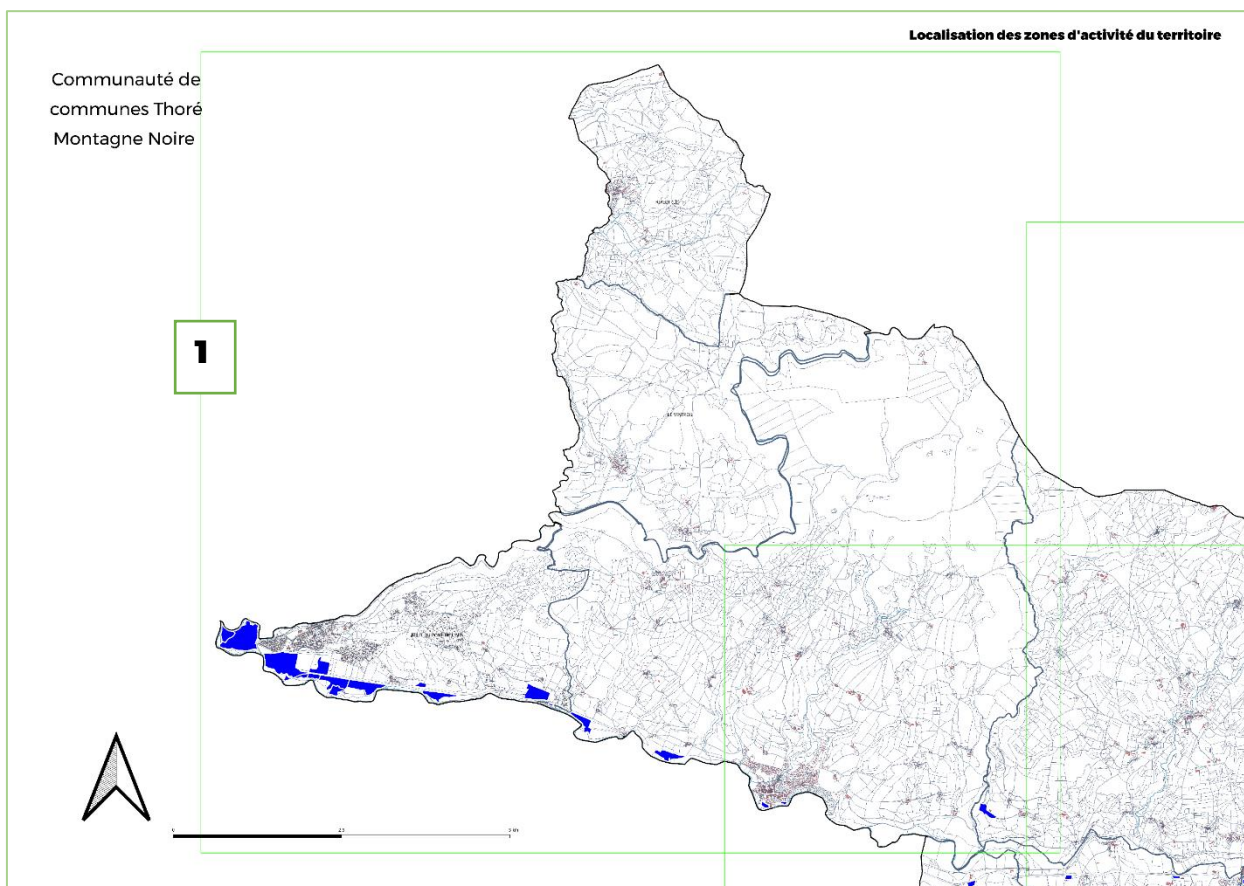 Localisation des zones d'activité du territoire
Communauté de
communes Thoré
Montagne Noire
1